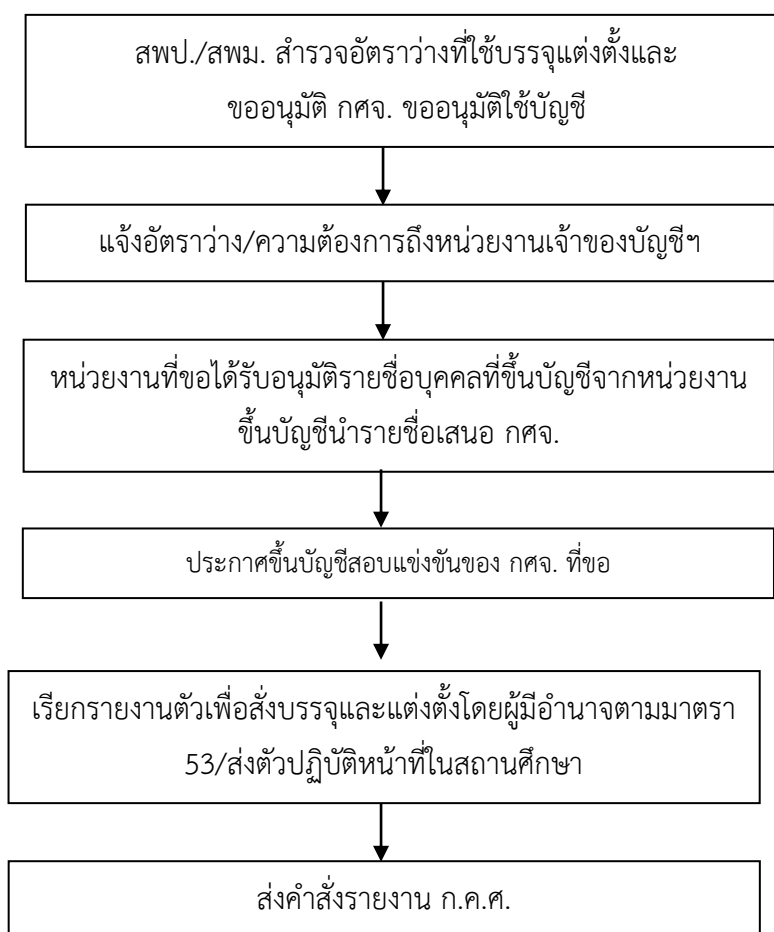 สพป./สพม. สำรวจอัตราว่างที่ใช้บรรจุแต่งตั้งและ
ขออนุมัติ กศจ. ขออนุมัติใช้บัญชี
แจ้งอัตราว่าง/ความต้องการถึงหน่วยงานเจ้าของบัญชีฯ
หน่วยงานที่ขอได้รับอนุมัติรายชื่อบุคคลที่ขึ้นบัญชีจากหน่วยงาน
ขึ้นบัญชีนำรายชื่อเสนอ กศจ.
ประกาศขึ้นบัญชีสอบแข่งขันของ กศจ. ที่ขอ
เรียกรายงานตัวเพื่อสั่งบรรจุและแต่งตั้งโดยผู้มีอำนาจตามมาตรา
53/ส่งตัวปฏิบัติหน้าที่ในสถานศึกษา
ส่งคำสั่งรายงาน ก.ค.ศ.